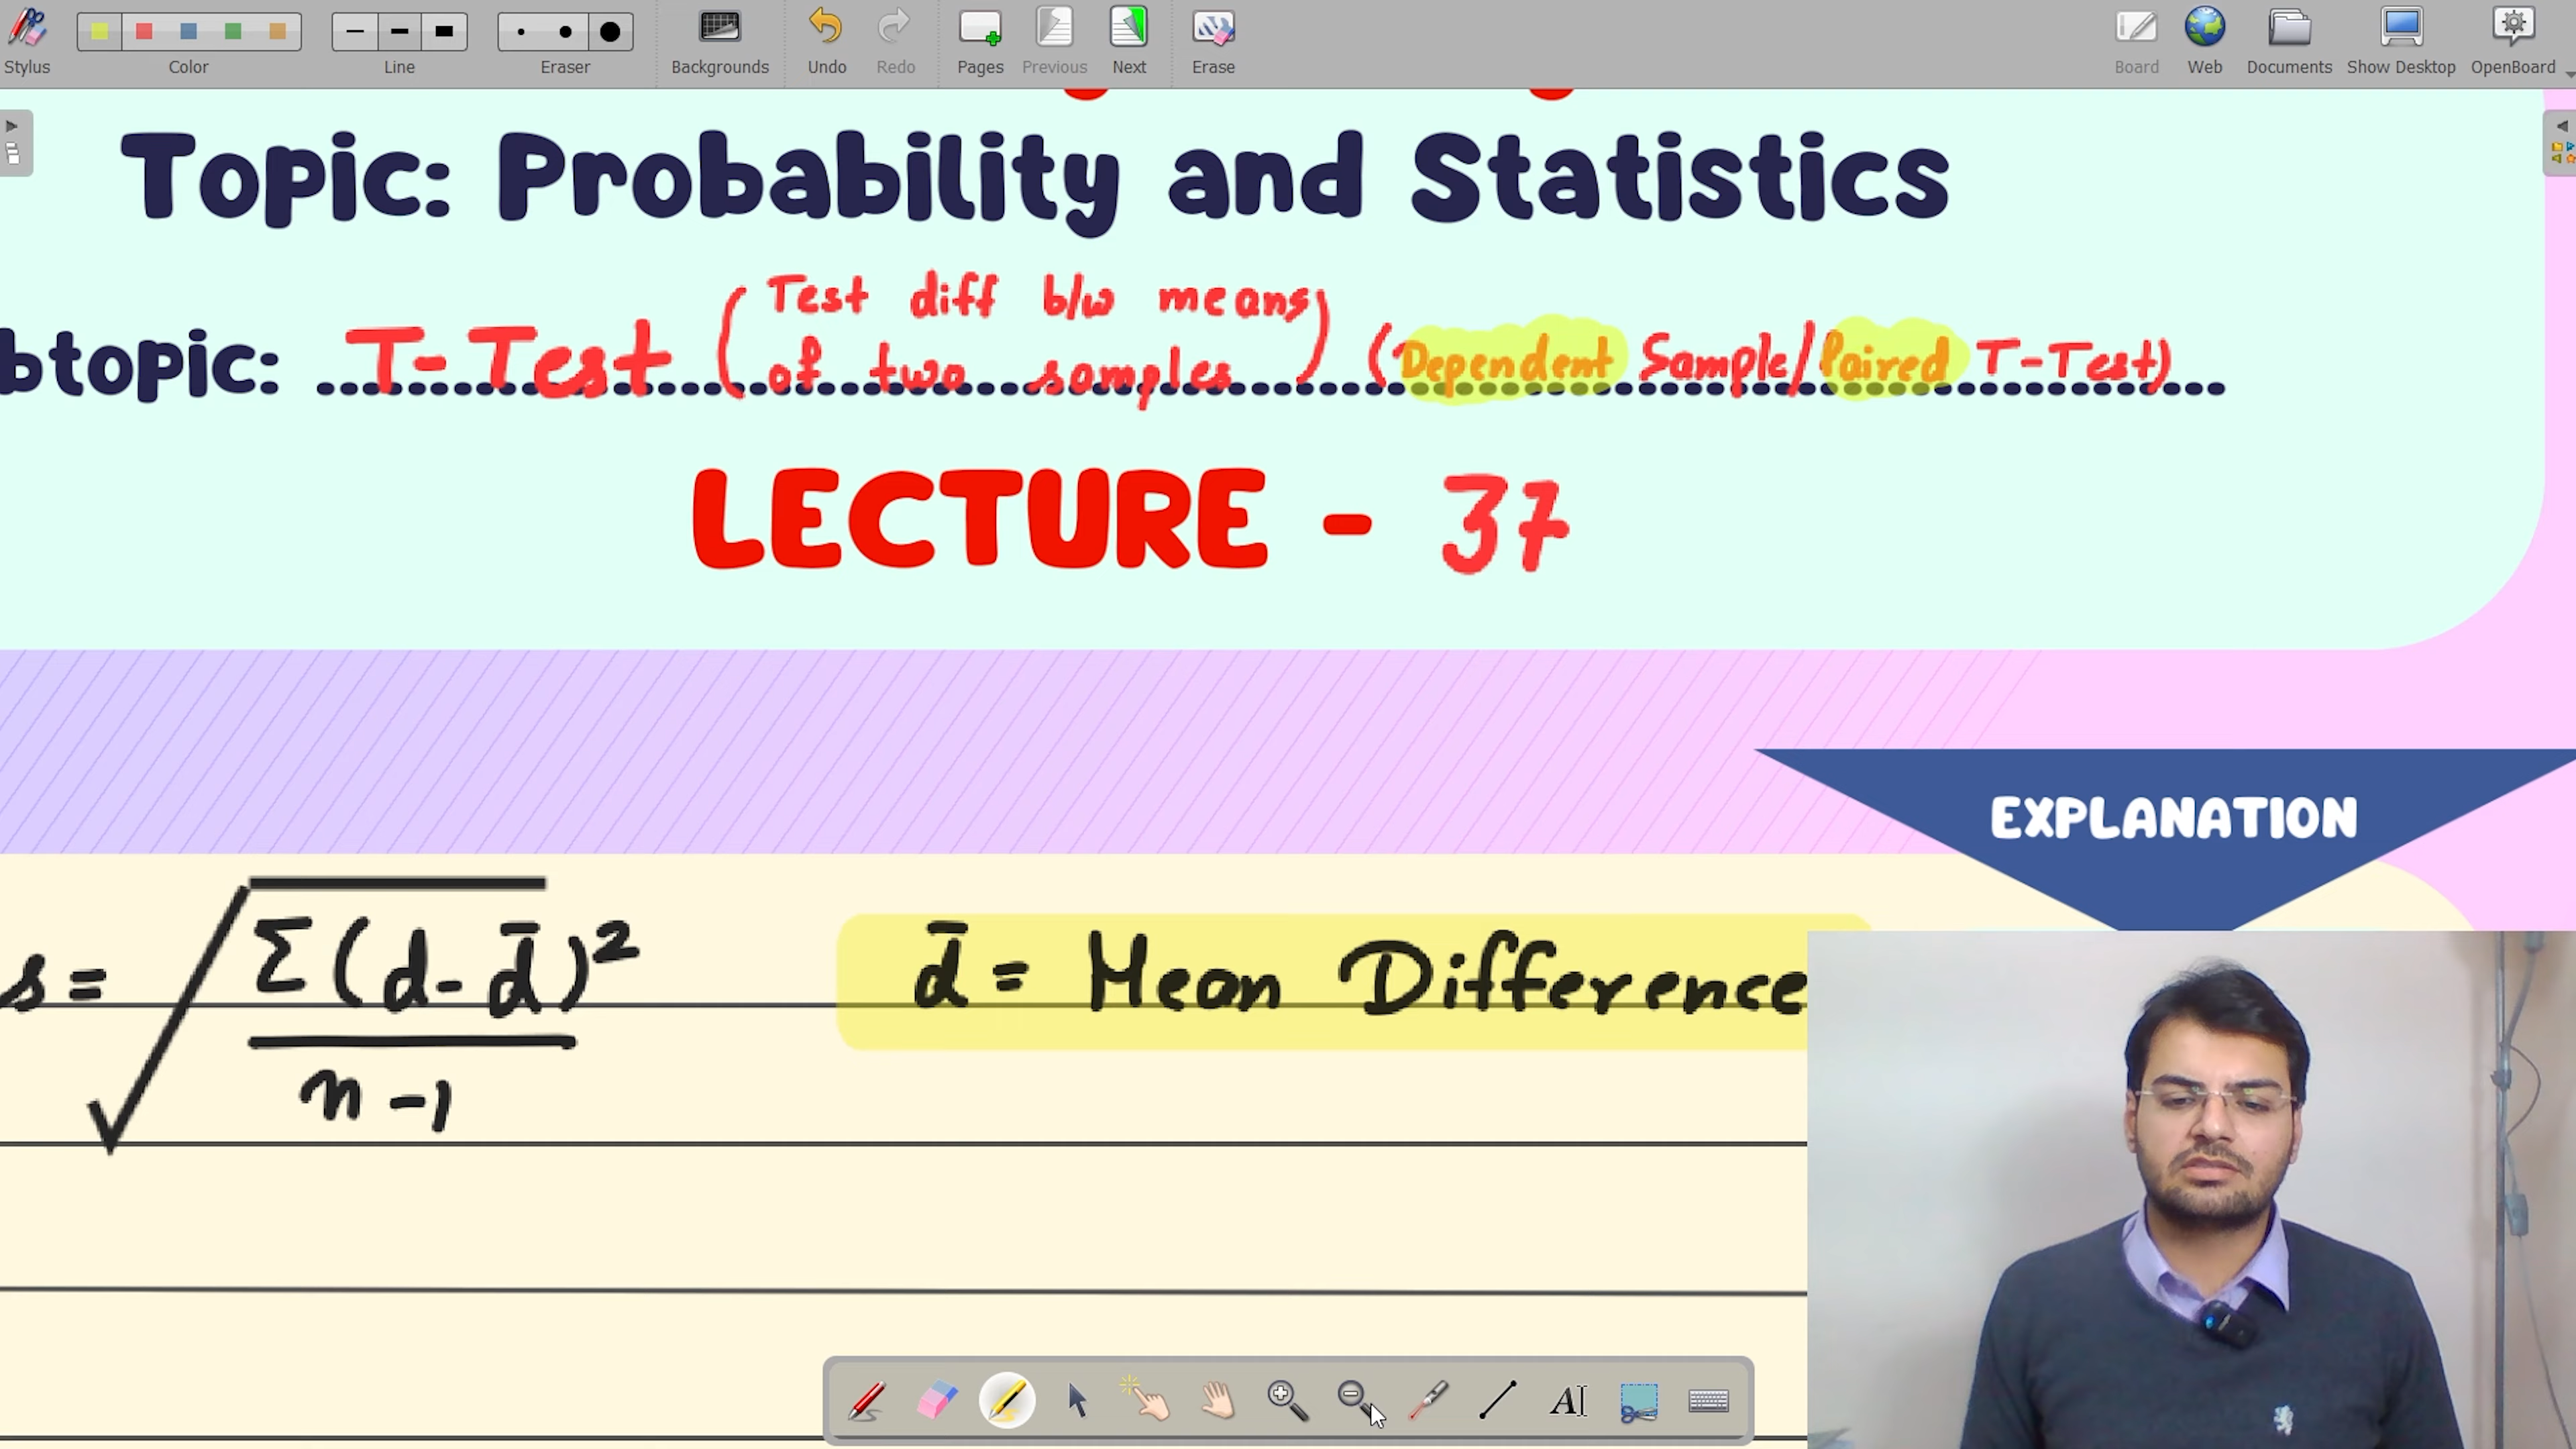 Stylus Color Line Eraser Backgrounds Undo Redo Pages Previous Next Erase Board Web Documents Show Desktop OpenBoard
Topic: Probability and Statistics
btopic: T-Test (Test diff b/w means of two samples) (Dependent Sample/Paired T-Test)
LECTURE - 37
EXPLANATION
s = √ Σ(d-d̄)²
n-1
d̄ = Mean Difference
AI